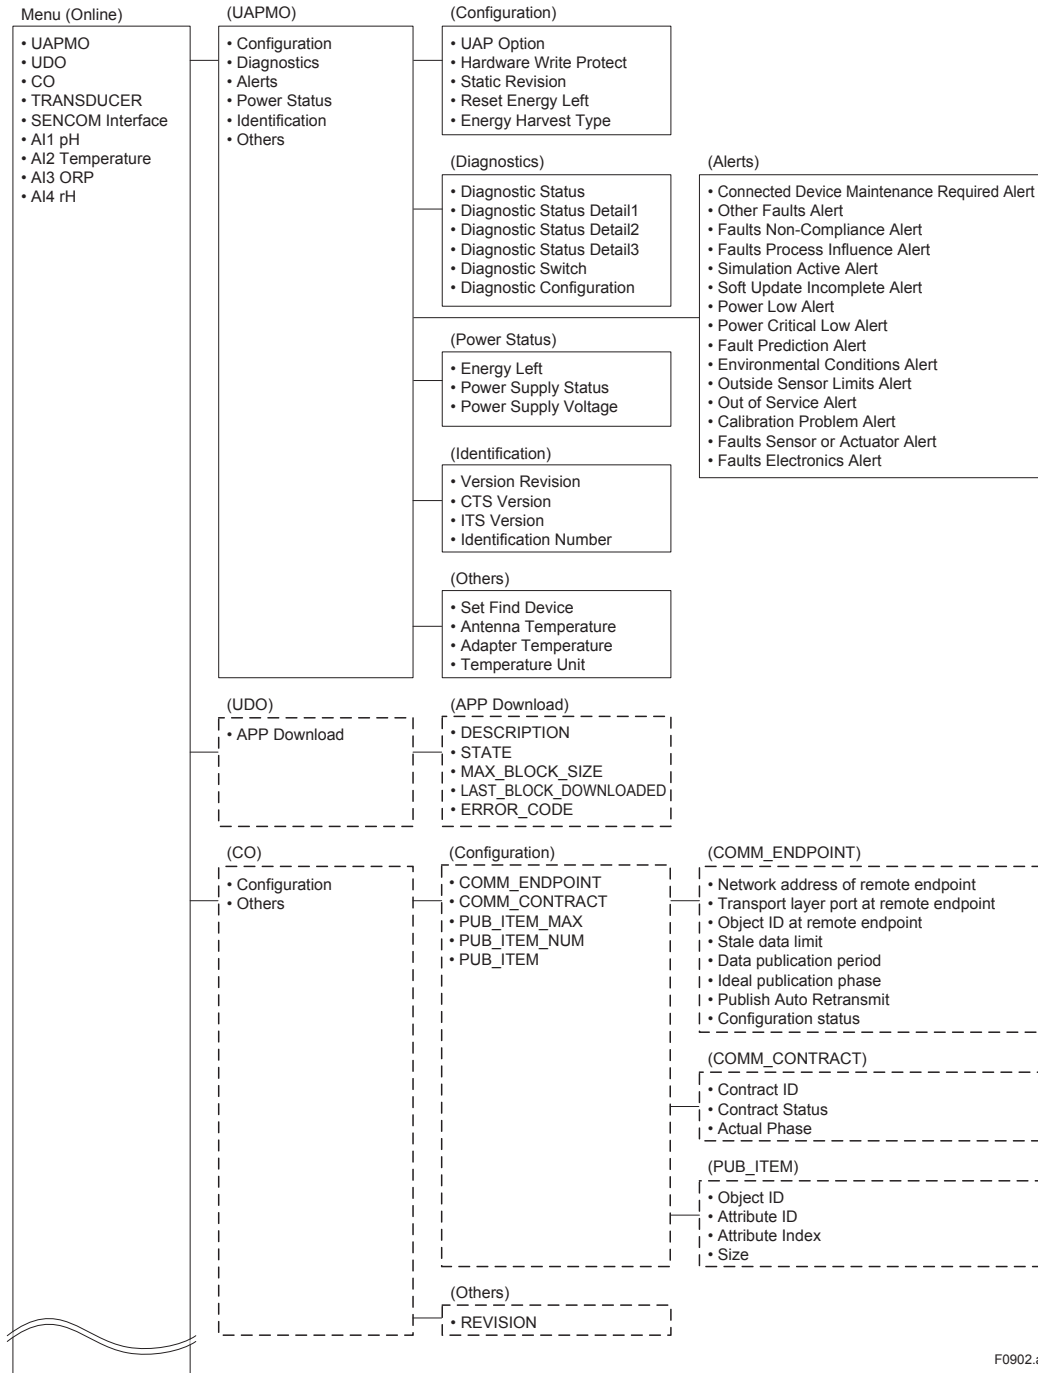 Menu (Online)
• UAPMO
• UDO
• CO
• TRANSDUCER
• SENCOM Interface
• AI1 pH
• AI2 Temperature
• AI3 ORP
• AI4 rH
(UAPMO)
• Configuration
• Diagnostics
• Alerts
• Power Status
• Identification
• Others
(Configuration)
• UAP Option
• Hardware Write Protect
• Static Revision
• Reset Energy Left
• Energy Harvest Type
(Diagnostics)
• Diagnostic Status
• Diagnostic Status Detail1
• Diagnostic Status Detail2
• Diagnostic Status Detail3
• Diagnostic Switch
• Diagnostic Configuration
(Alerts)
• Connected Device Maintenance Required Alert
• Other Faults Alert
• Faults Non-Compliance Alert
• Faults Process Influence Alert
• Simulation Active Alert
• Soft Update Incomplete Alert
• Power Low Alert
• Power Critical Low Alert
• Fault Prediction Alert
• Environmental Conditions Alert
• Outside Sensor Limits Alert
• Out of Service Alert
• Calibration Problem Alert
• Faults Sensor or Actuator Alert
• Faults Electronics Alert
(Power Status)
• Energy Left
• Power Supply Status
• Power Supply Voltage
(Identification)
• Version Revision
• CTS Version
• ITS Version
• Identification Number
(Others)
• Set Find Device
• Antenna Temperature
• Adapter Temperature
• Temperature Unit
(UDO)
• APP Download
(APP Download)
• DESCRIPTION
• STATE
• MAX_BLOCK_SIZE
• LAST_BLOCK_DOWNLOADED
• ERROR_CODE
(CO)
• Configuration
• Others
(Configuration)
• COMM_ENDPOINT
• COMM_CONTRACT
• PUB_ITEM_MAX
• PUB_ITEM_NUM
• PUB_ITEM
(COMM_ENDPOINT)
• Network address of remote endpoint
• Transport layer port at remote endpoint
• Object ID at remote endpoint
• Stale data limit
• Data publication period
• Ideal publication phase
• Publish Auto Retransmit
• Configuration status
(COMM_CONTRACT)
• Contract ID
• Contract Status
• Actual Phase
(PUB_ITEM)
• Object ID
• Attribute ID
• Attribute Index
• Size
(Others)
• REVISION